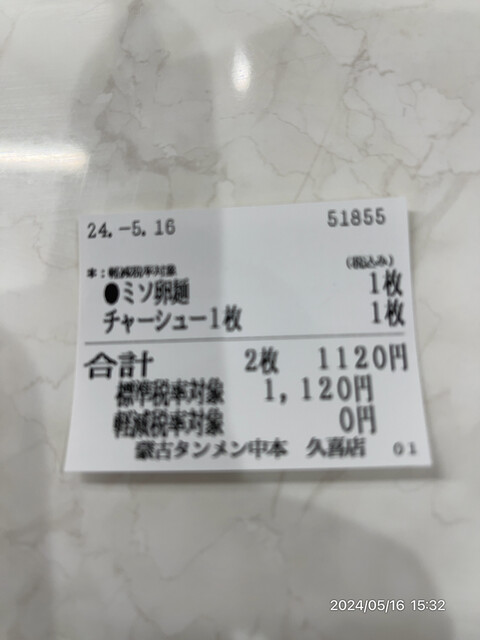 24.-5.16 51855
(税込み)
*:軽減税率対象
●ミソ卵麺 1枚
チャーシュー1枚 1枚
合計 2枚 1120円
標準税率対象 1,120円
軽減税率対象 0円
蒙古タンメン中本 久喜店 01
2024/05/16 15:32